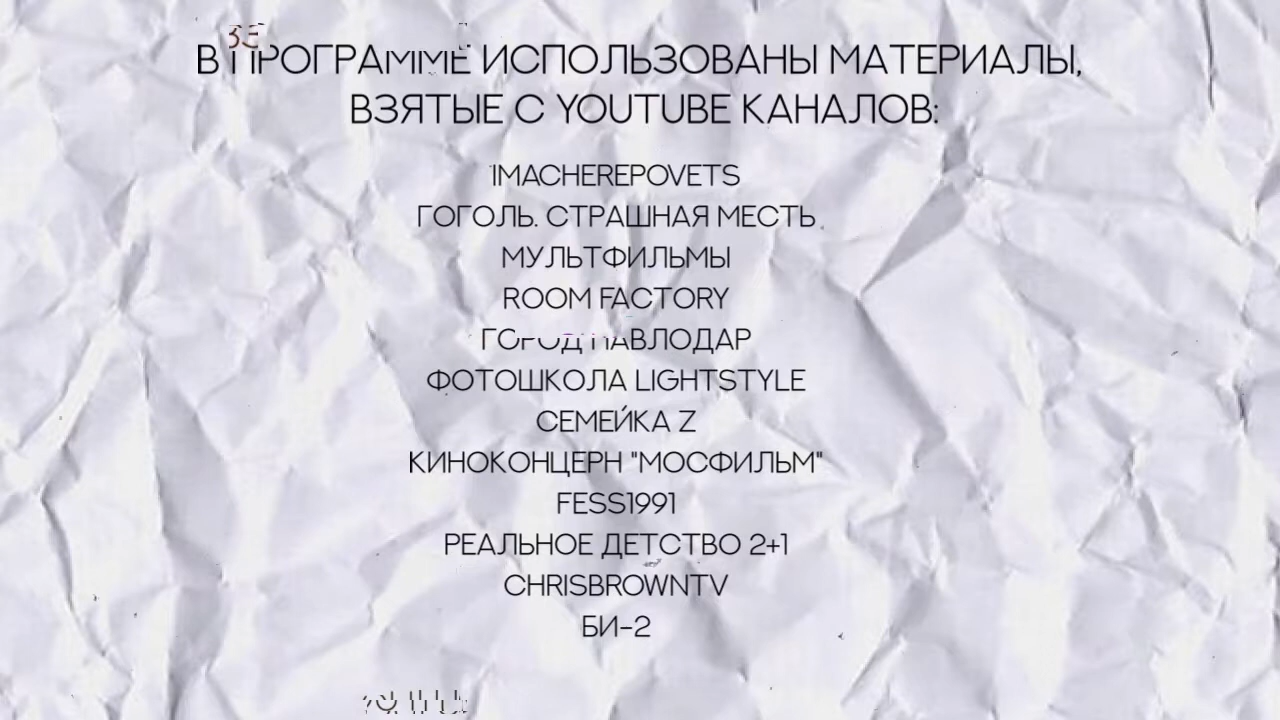 В ПРОГРАММЕ ИСПОЛЬЗОВАНЫ МАТЕРИАЛЫ,
ВЗЯТЫЕ С YOUTUBE КАНАЛОВ:
1MACHEREPOVETS
ГОГОЛЬ. СТРАШНАЯ МЕСТЬ
МУЛЬТФИЛЬМЫ
ROOM FACTORY
ГОРОД ПАВЛОДАР
ФОТОШКОЛА LIGHTSTYLE
СЕМЕЙКА Z
КИНОКОНЦЕРН "МОСФИЛЬМ"
FESS1991
РЕАЛЬНОЕ ДЕТСТВО 2+1
CHRISBROWNTV
БИ-2